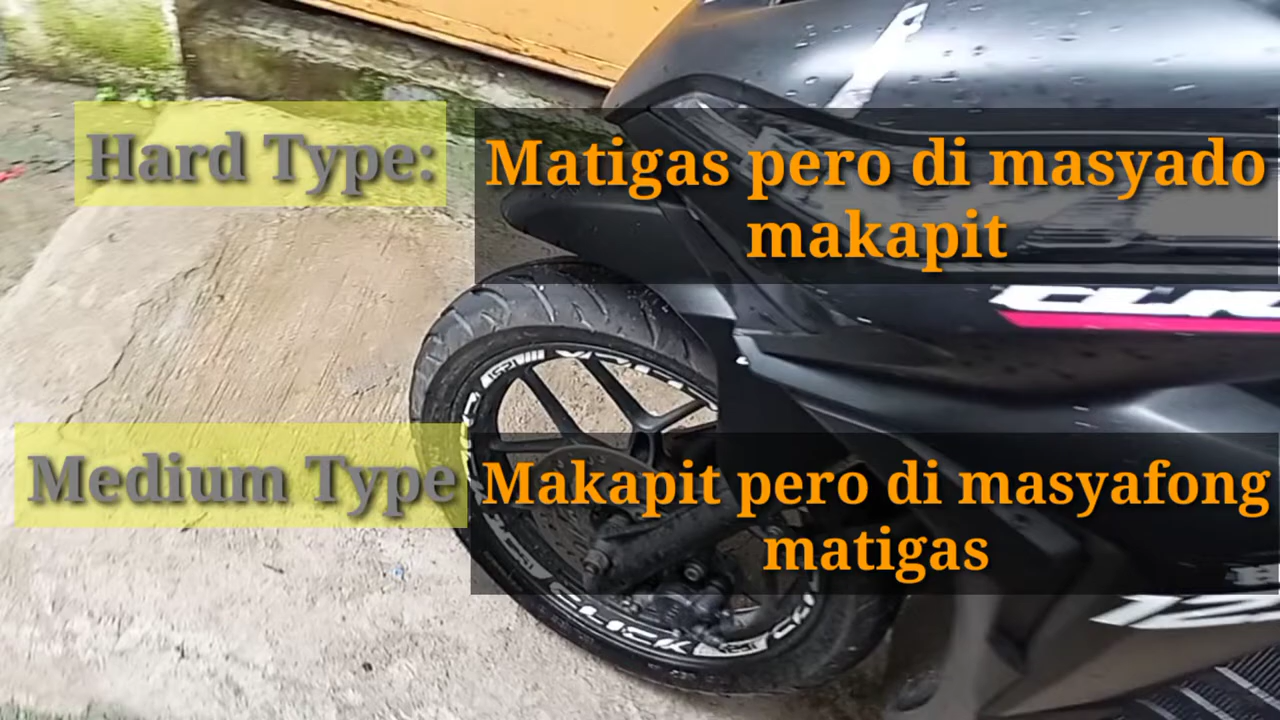 Hard Type:
Matigas pero di masyado
makapit
Medium Type
Makapit pero di masyafong
matigas